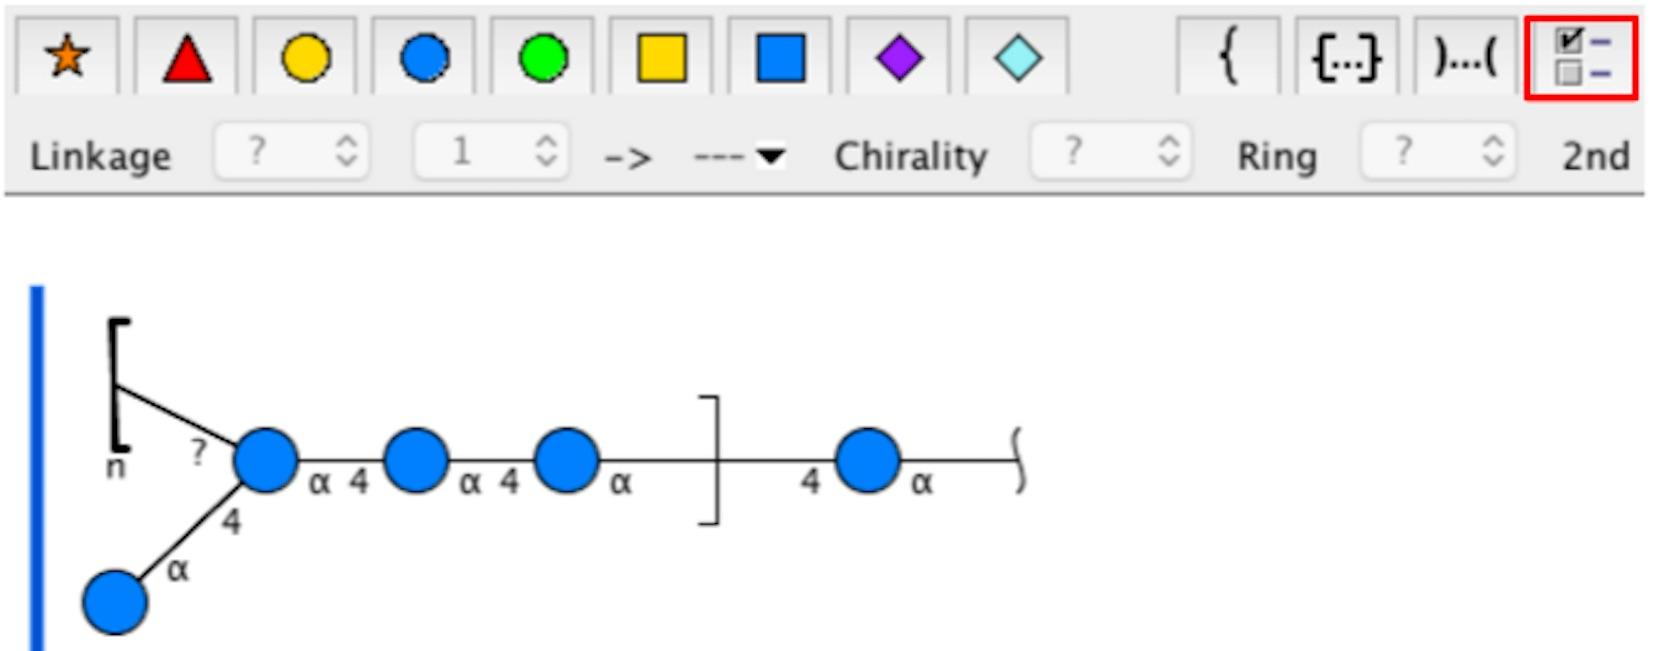 { {...} )...(
Linkage ? 1 -> --- Chirality ? Ring ? 2nd
n ? α 4 α 4 α 4 α
4
α